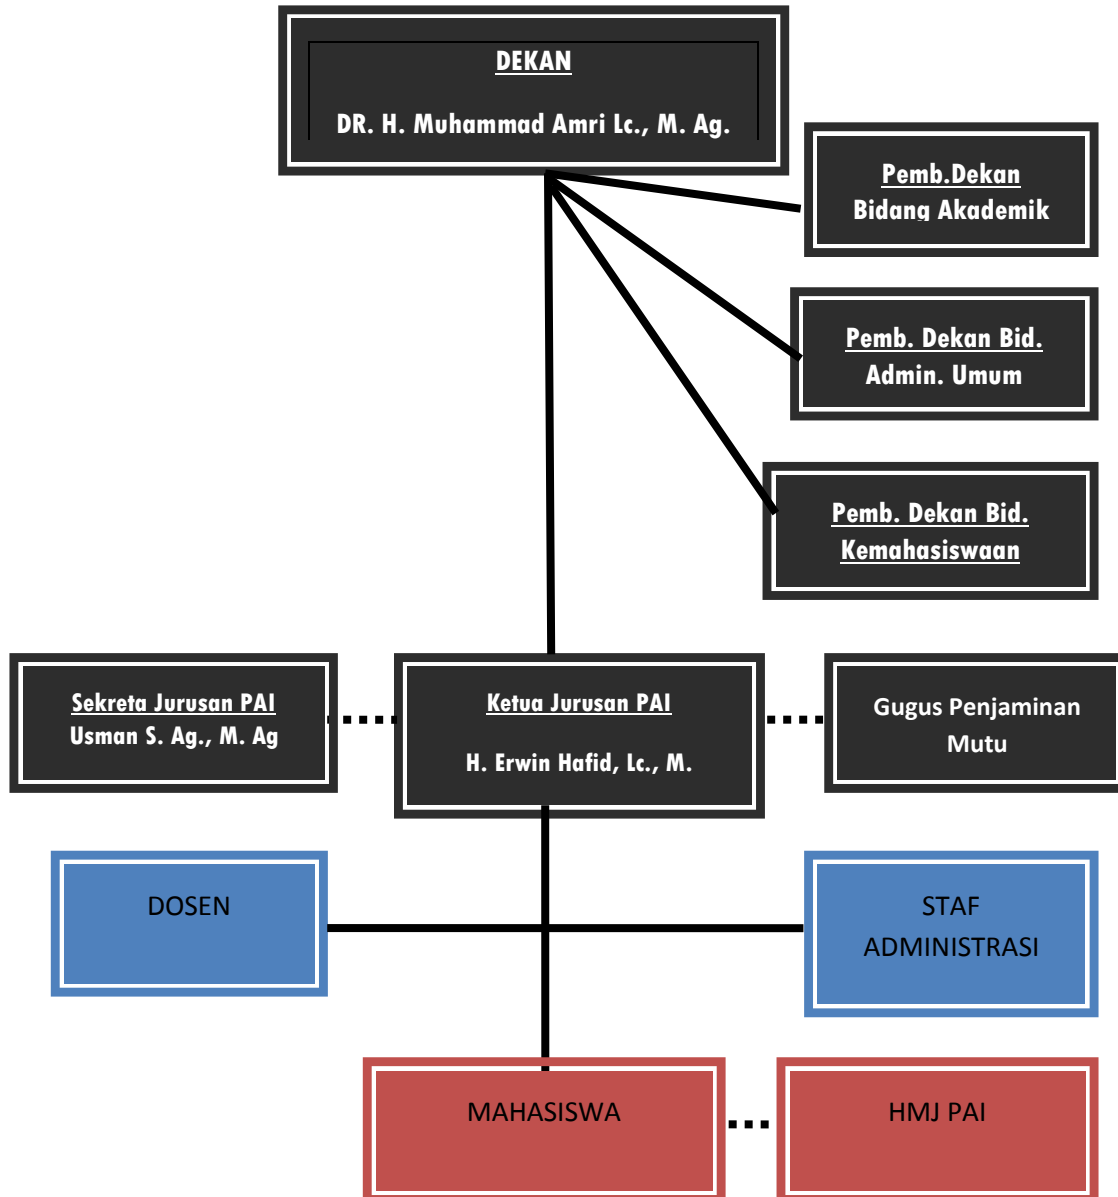 DEKAN
DR. H. Muhammad Amri Lc., M. Ag.
Pemb.Dekan
Bidang Akademik
Pemb. Dekan Bid.
Admin. Umum
Pemb. Dekan Bid.
Kemahasiswaan
Sekreta Jurusan PAI
Usman S. Ag., M. Ag
Ketua Jurusan PAI
H. Erwin Hafid, Lc., M.
Gugus Penjaminan
Mutu
DOSEN
STAF
ADMINISTRASI
MAHASISWA
HMJ PAI